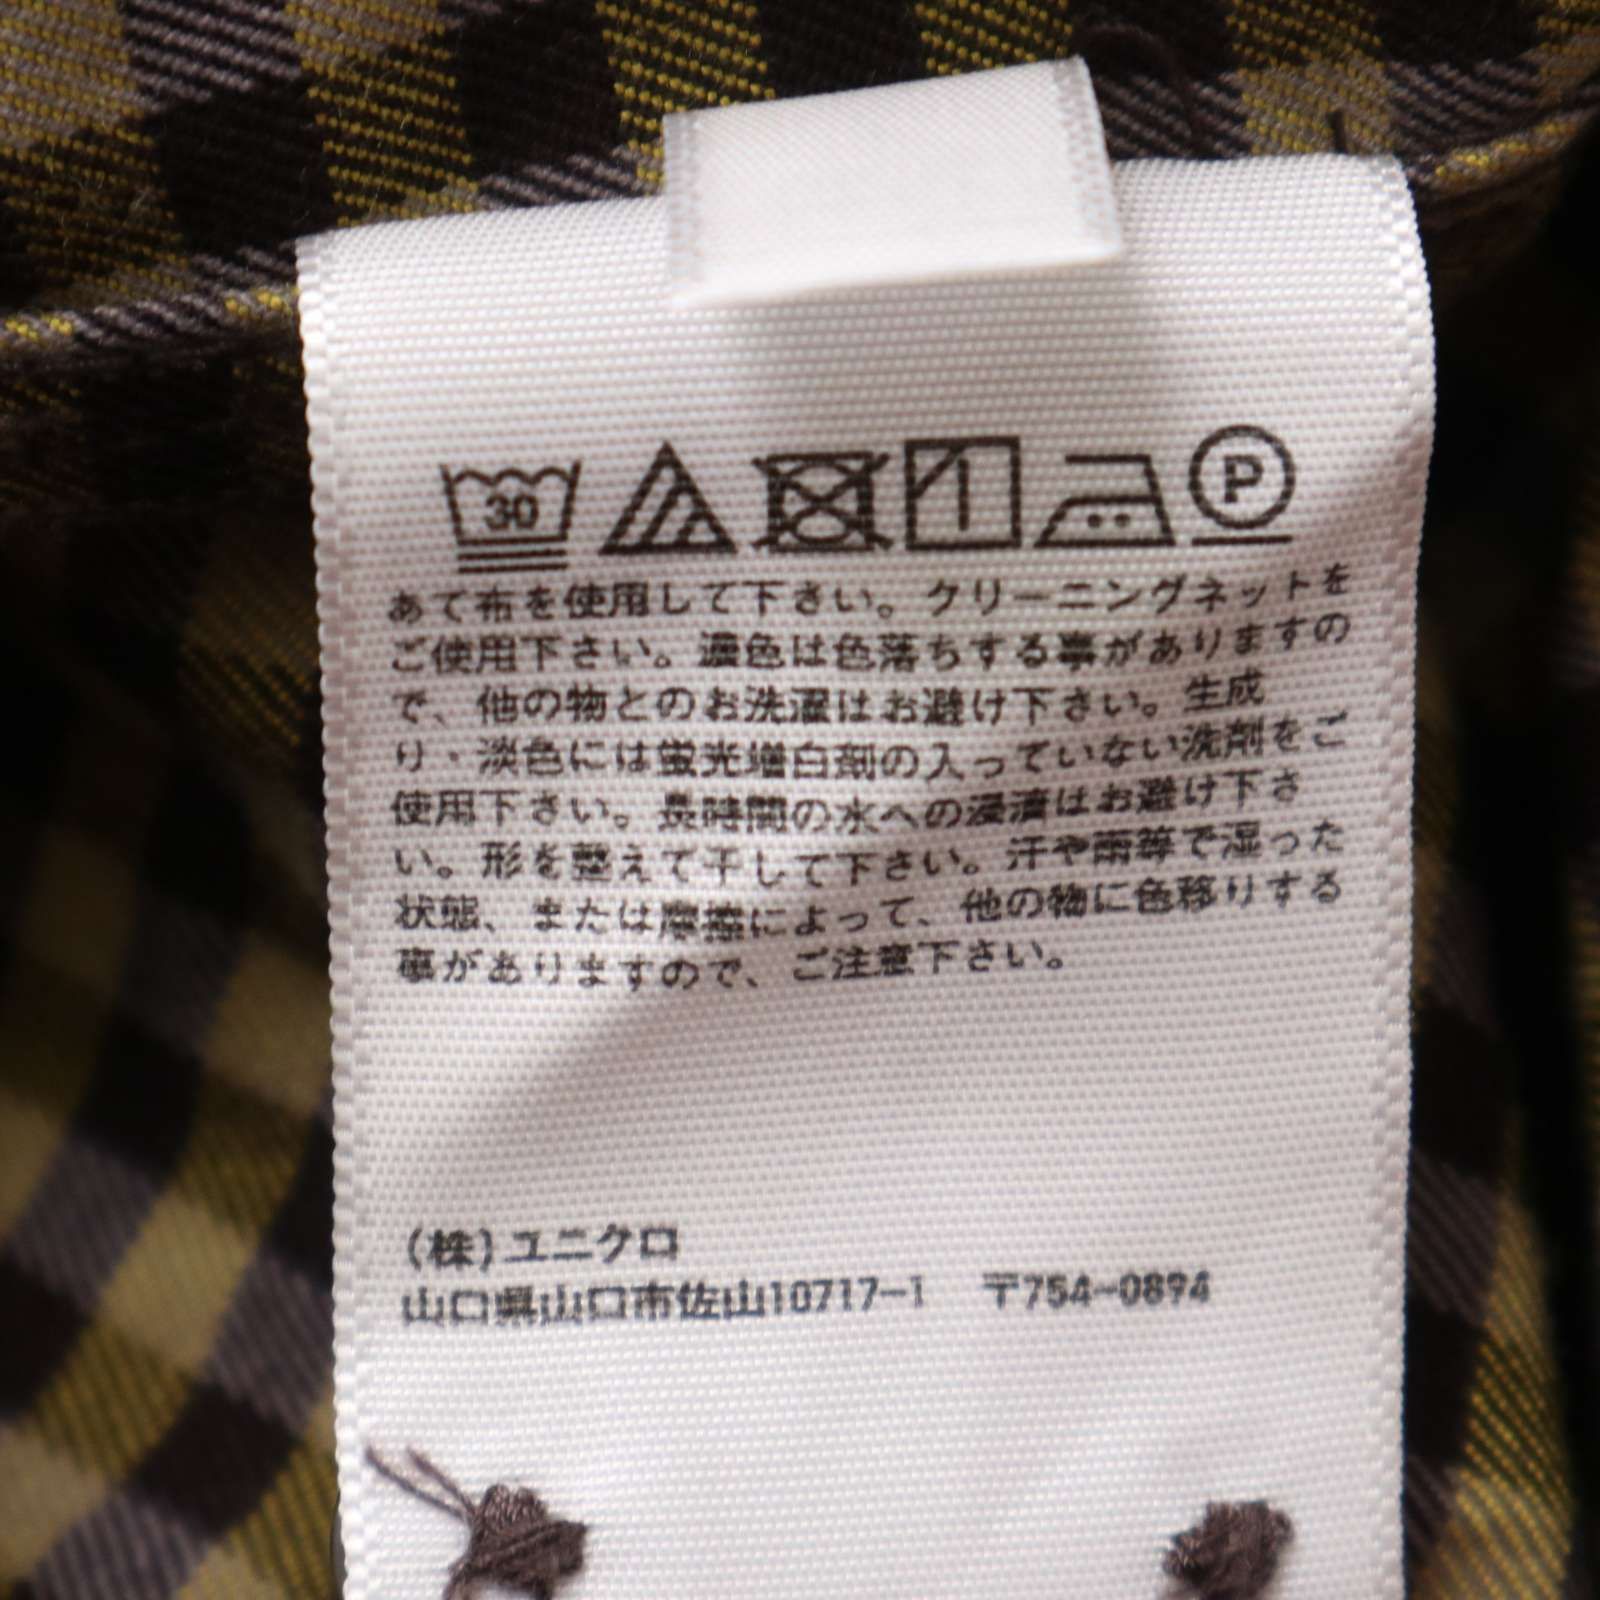 30
P
あて布を使用して下さい。クリーニングネットを
ご使用下さい。濃色は色落ちする事がありますの
で、他の物とのお洗濯はお避け下さい。生成
り・淡色には蛍光増白剤の入っていない洗剤をご
使用下さい。長時間の水への浸漬はお避け下さ
い。形を整えて干して下さい。汗や雨等で湿った
状態、または摩擦によって、他の物に色移りする
事がありますので、ご注意下さい。
(株)ユニクロ
山口県山口市佐山10717-1 〒754-0894